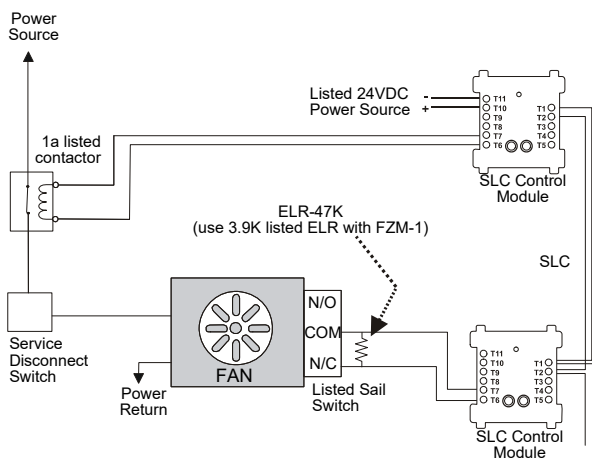 Power
Source
1a listed
contactor
Listed 24VDC -
Power Source +
T11
T10
T9
T8
T7
T6
T1
T2
T3
T4
T5
SLC Control
Module
ELR-47K
(use 3.9K listed ELR with FZM-1)
SLC
Service
Disconnect
Switch
FAN
N/O
COM
N/C
Power
Return
Listed Sail
Switch
T11
T10
T9
T8
T7
T6
T1
T2
T3
T4
T5
SLC Control
Module